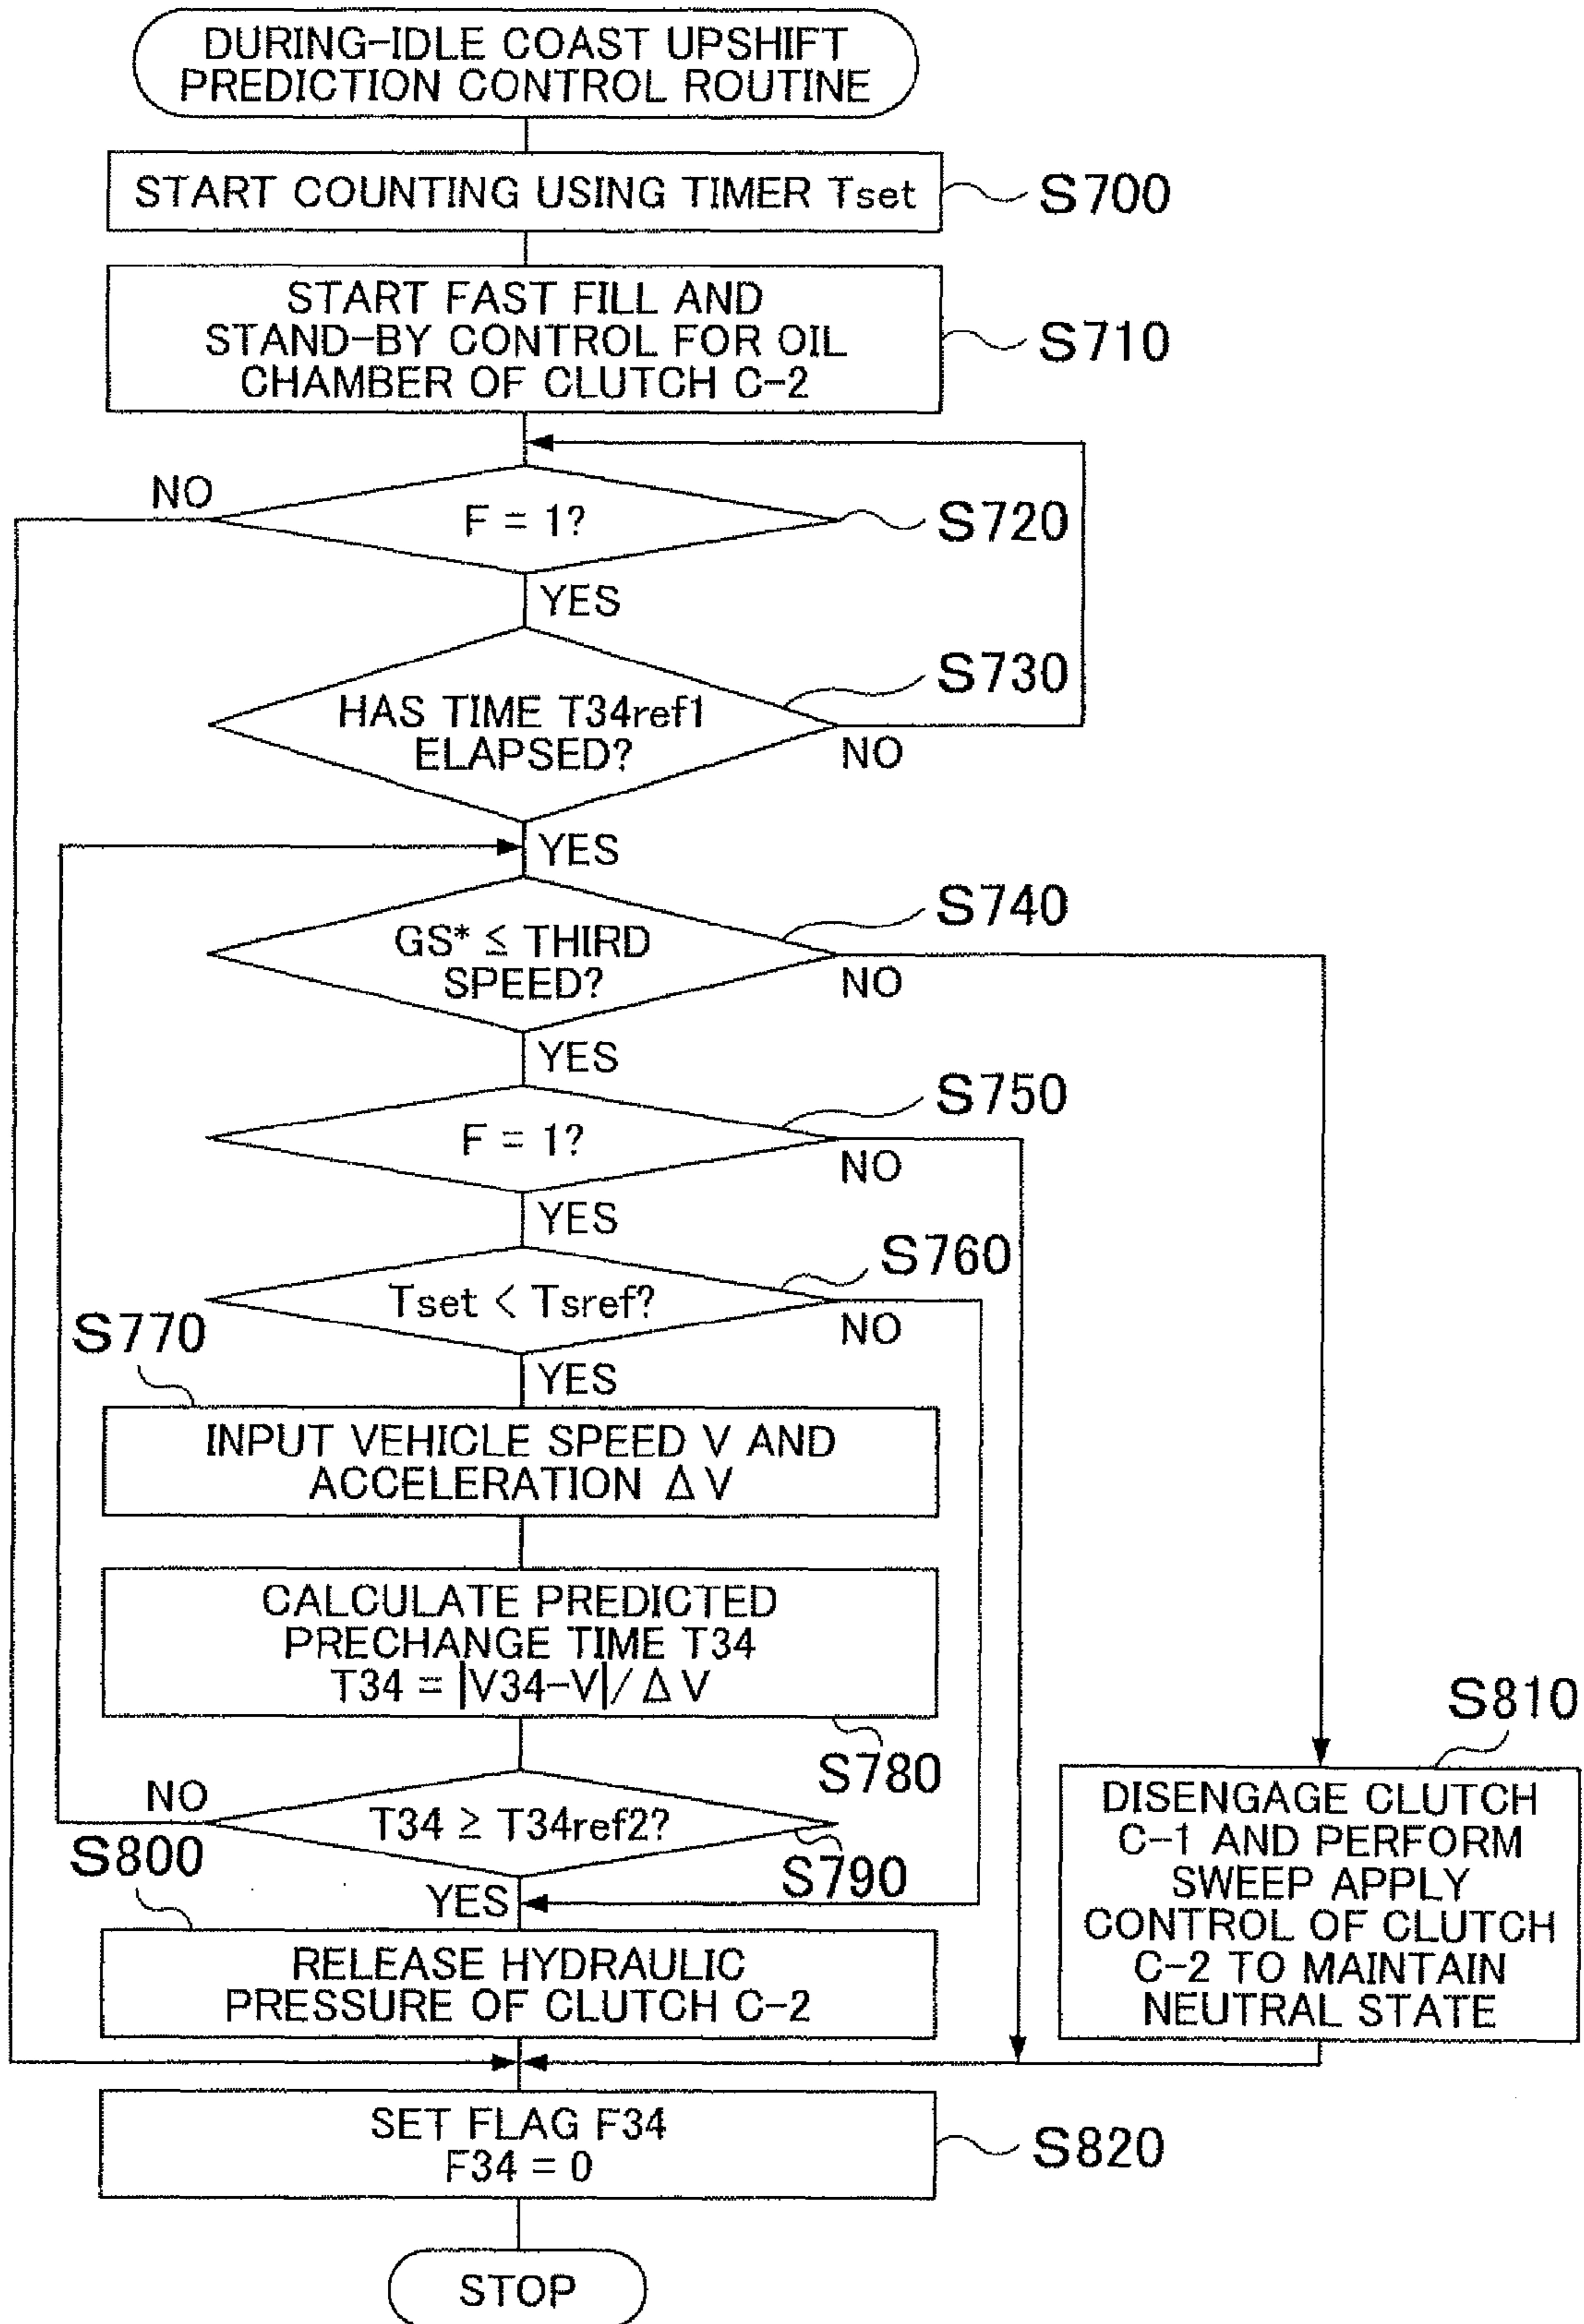 DURING-IDLE COAST UPSHIFT
PREDICTION CONTROL ROUTINE
START COUNTING USING TIMER Tset
S700
START FAST FILL AND
STAND-BY CONTROL FOR OIL
CHAMBER OF CLUTCH C-2
S710
NO
F = 1?
S720
YES
HAS TIME T34ref1
ELAPSED?
S730
NO
YES
GS* ≤ THIRD
SPEED?
S740
NO
YES
F = 1?
S750
NO
YES
Tset < Tsref?
S760
NO
YES
S770
INPUT VEHICLE SPEED V AND
ACCELERATION ΔV
CALCULATE PREDICTED
PRECHANGE TIME T34
T34 = |V34-V|/ΔV
S780
NO
T34 ≥ T34ref2?
S790
YES
S800
RELEASE HYDRAULIC
PRESSURE OF CLUTCH C-2
S810
DISENGAGE CLUTCH
C-1 AND PERFORM
SWEEP APPLY
CONTROL OF CLUTCH
C-2 TO MAINTAIN
NEUTRAL STATE
SET FLAG F34
F34 = 0
S820
STOP